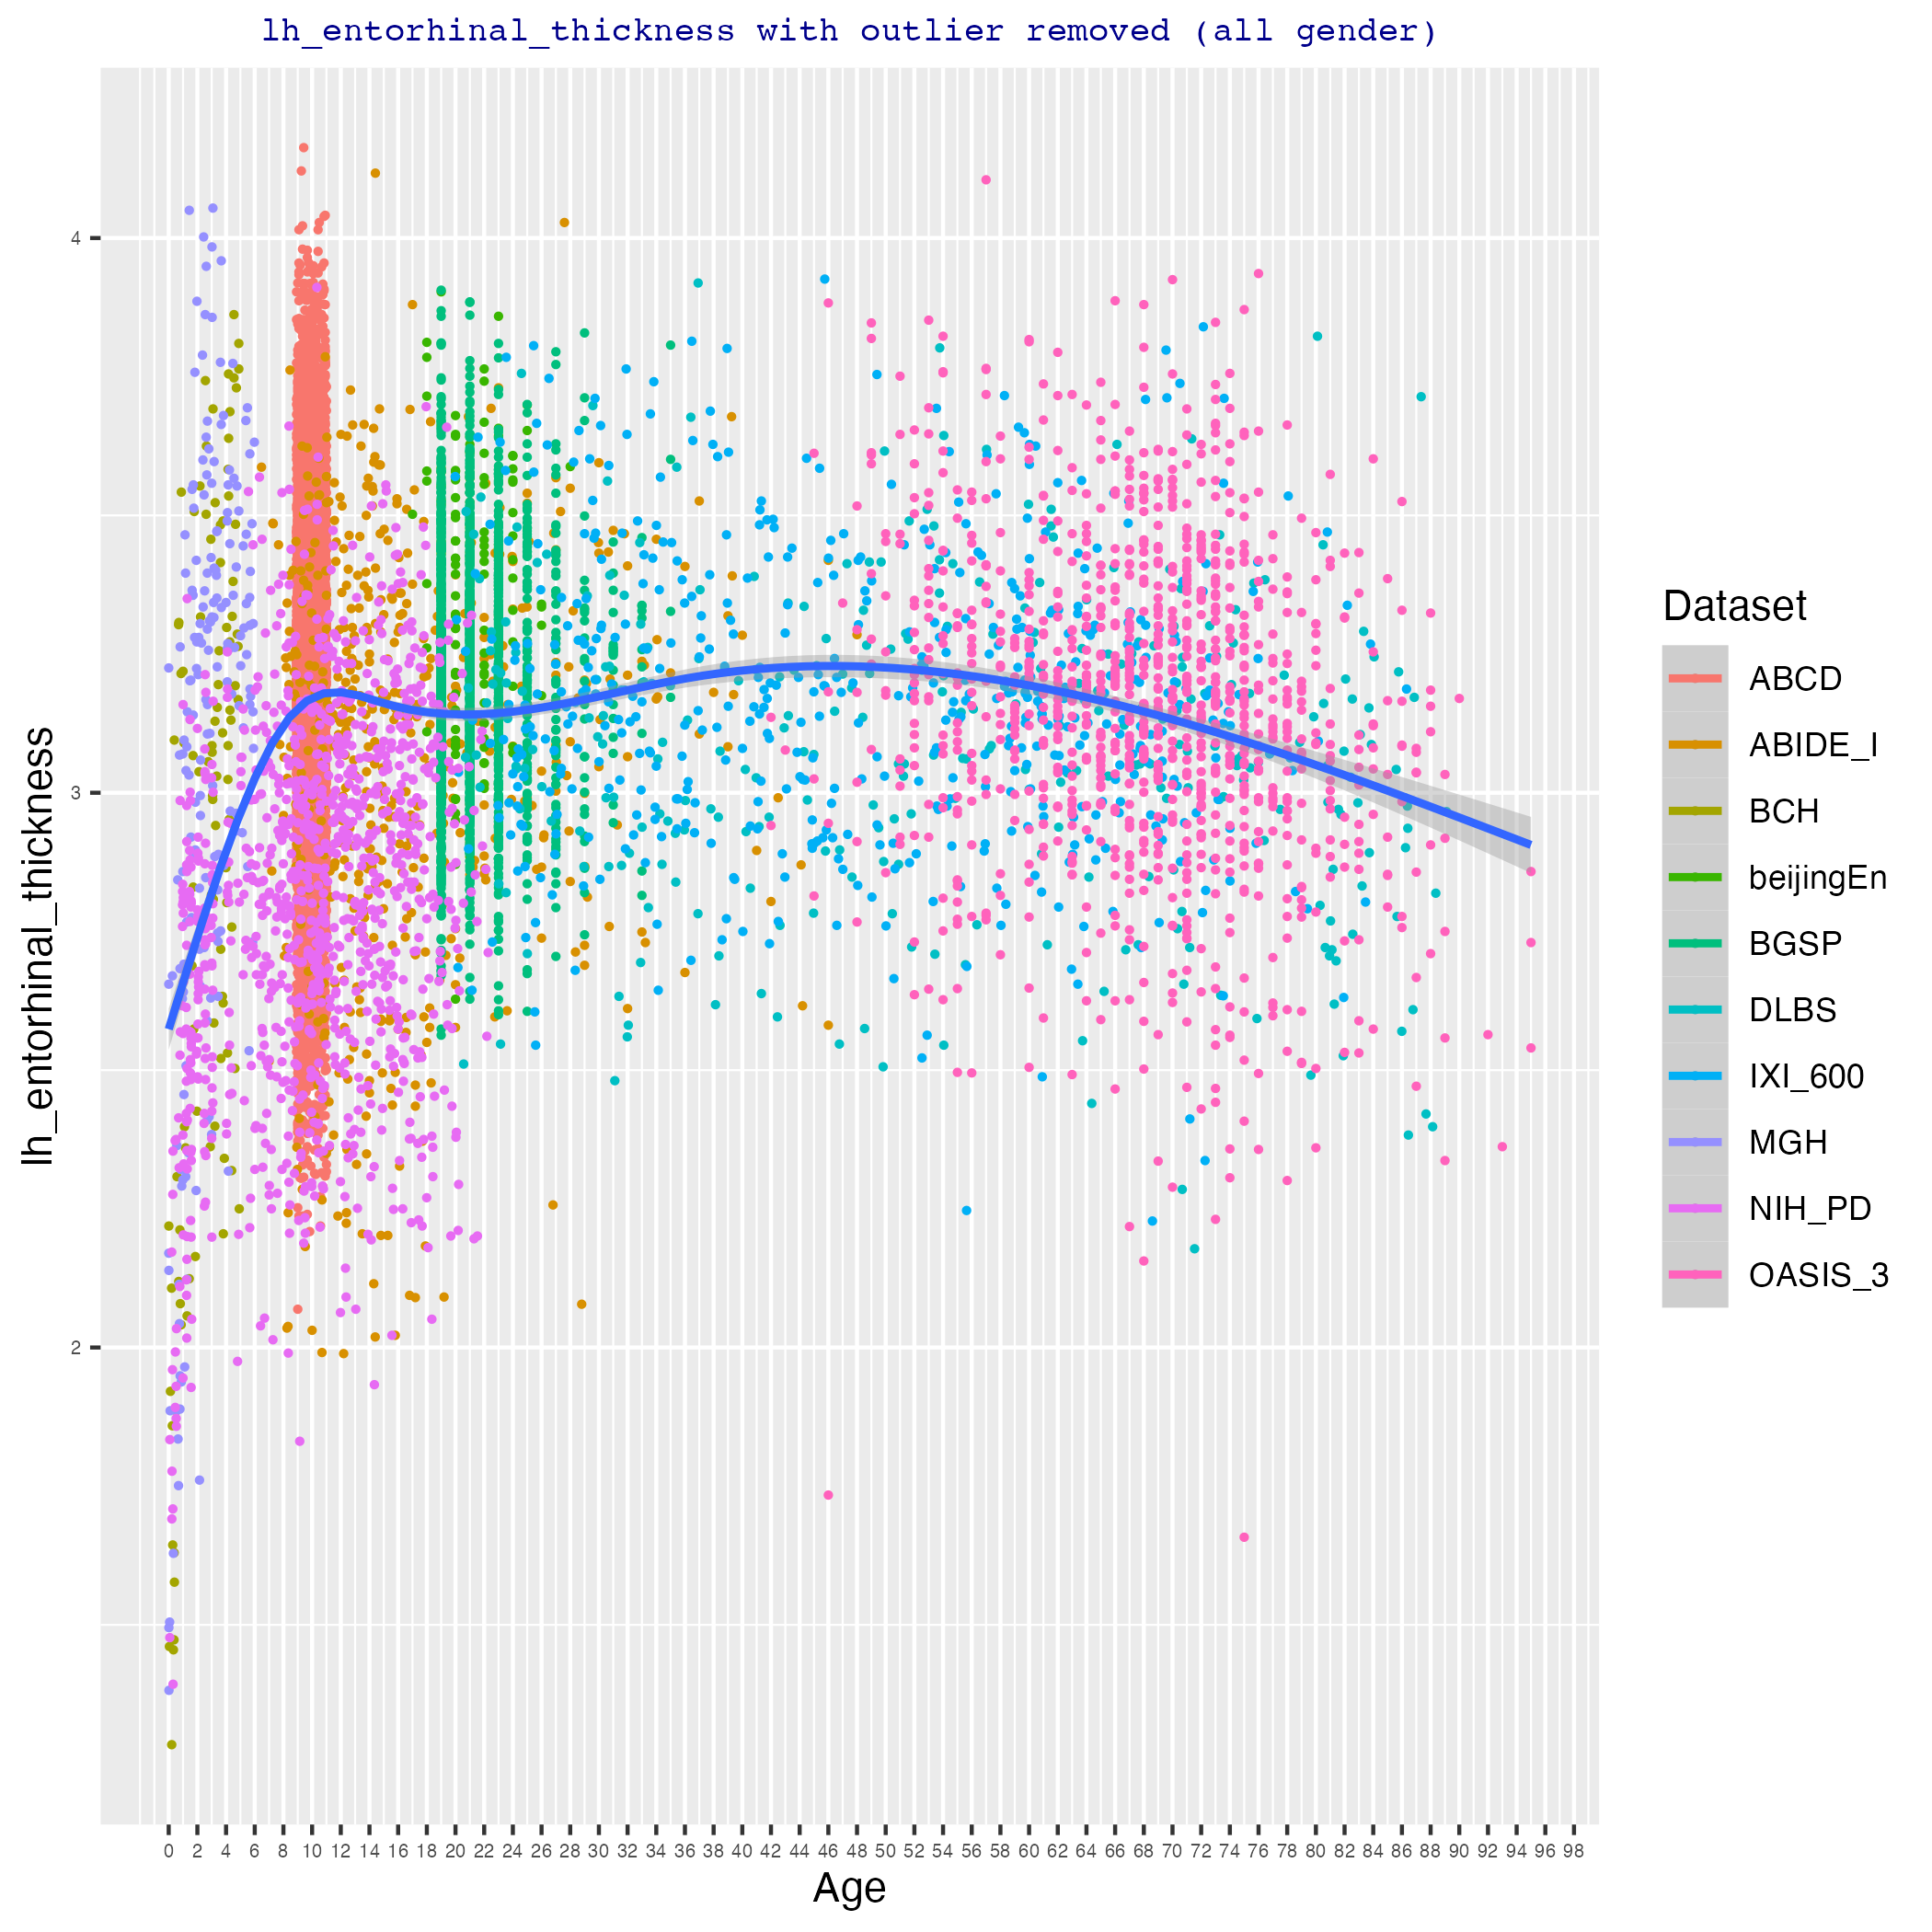 lh_entorhinal_thickness with outlier removed (all gender)
lh_entorhinal_thickness
4
3
2
0 2 4 6 8 10 12 14 16 18 20 22 24 26 28 30 32 34 36 38 40 42 44 46 48 50 52 54 56 58 60 62 64 66 68 70 72 74 76 78 80 82 84 86 88 90 92 94 96 98
Age
Dataset
ABCD
ABIDE_I
BCH
beijingEn
BGSP
DLBS
IXI_600
MGH
NIH_PD
OASIS_3